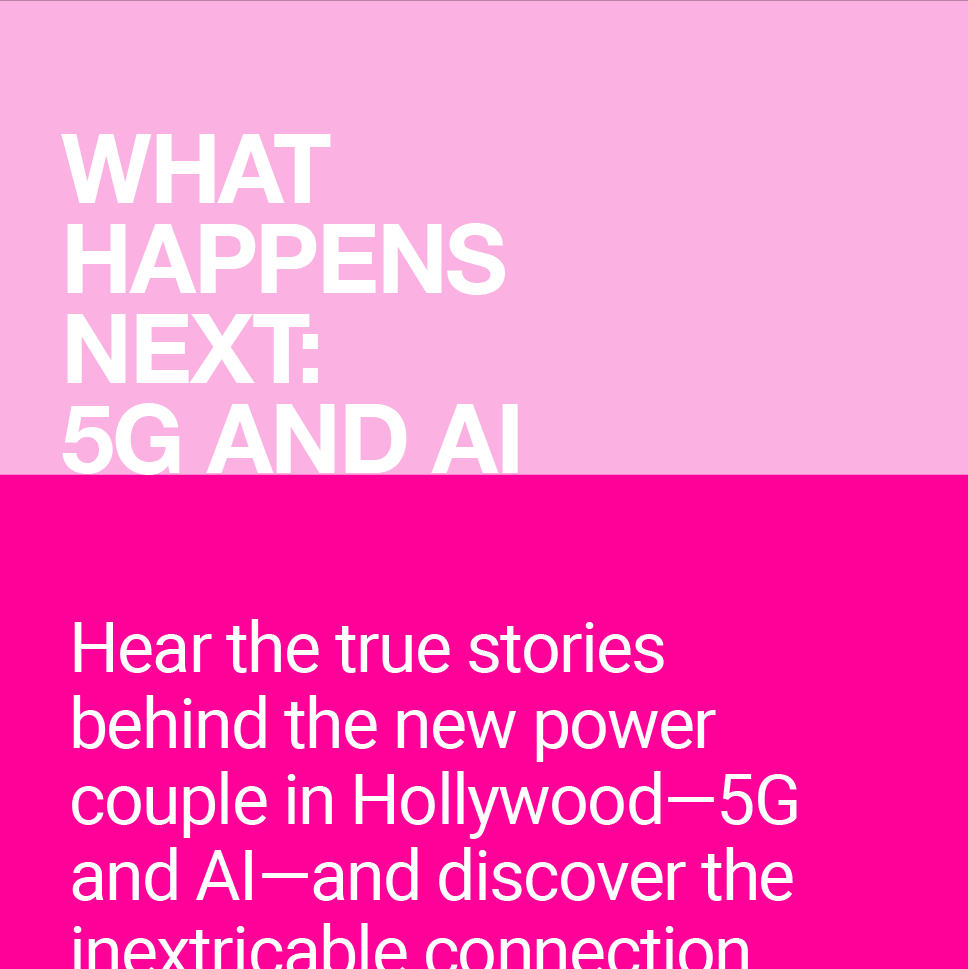 WHAT
HAPPENS
NEXT:
5G AND AI
Hear the true stories
behind the new power
couple in Hollywood—5G
and AI—and discover the
inextricable connection